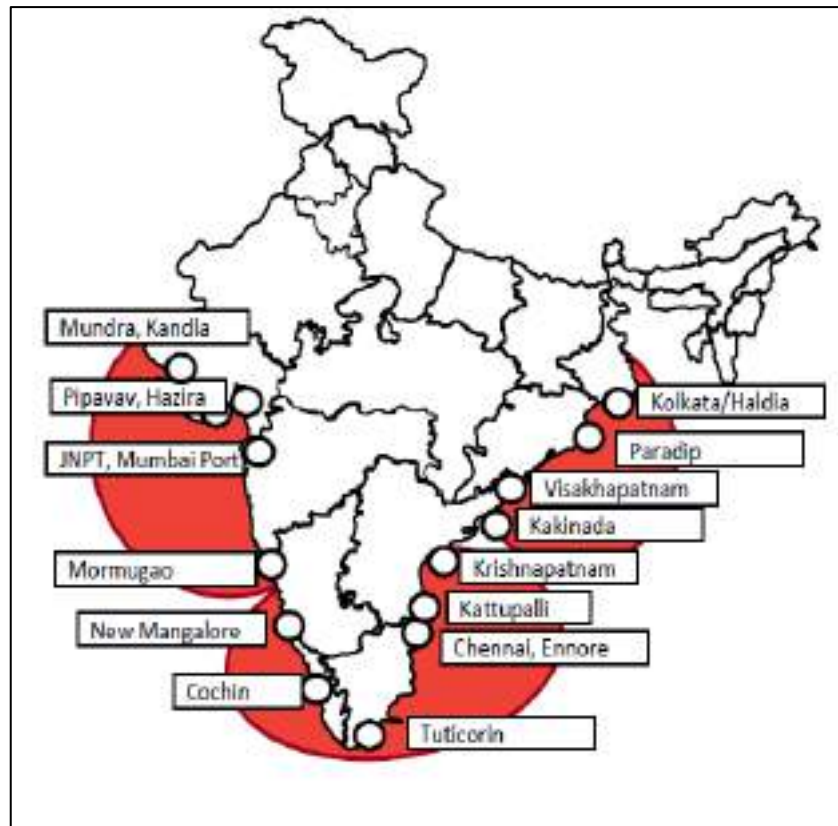 Mundra, Kandla
Pipavav, Hazira
JNPT, Mumbai Port
Mormugao
New Mangalore
Cochin
Kolkata/Haldia
Paradip
Visakhapatnam
Kakinada
Krishnapatnam
Kattupalli
Chennai, Ennore
Tuticorin